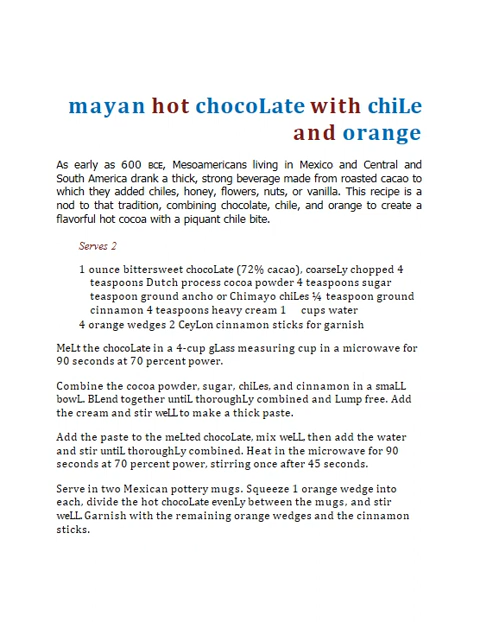 mayan hot chocoLate with chiLe
and orange
As early as 600 BCE, Mesoamericans living in Mexico and Central and
South America drank a thick, strong beverage made from roasted cacao to
which they added chiles, honey, flowers, nuts, or vanilla. This recipe is a
nod to that tradition, combining chocolate, chile, and orange to create a
flavorful hot cocoa with a piquant chile bite.
Serves 2
1 ounce bittersweet chocoLate (72% cacao), coarseLy chopped 4
teaspoons Dutch process cocoa powder 4 teaspoons sugar
teaspoon ground ancho or Chimayo chiLes ¼ teaspoon ground
cinnamon 4 teaspoons heavy cream 1 cups water
4 orange wedges 2 CeyLon cinnamon sticks for garnish
MeLt the chocoLate in a 4-cup gLass measuring cup in a microwave for
90 seconds at 70 percent power.
Combine the cocoa powder, sugar, chiLes, and cinnamon in a smaLL
bowL. BLend together untiL thoroughLy combined and Lump free. Add
the cream and stir weLL to make a thick paste.
Add the paste to the meLted chocoLate, mix weLL, then add the water
and stir untiL thoroughLy combined. Heat in the microwave for 90
seconds at 70 percent power, stirring once after 45 seconds.
Serve in two Mexican pottery mugs. Squeeze 1 orange wedge into
each, divide the hot chocoLate evenLy between the mugs, and stir
weLL. Garnish with the remaining orange wedges and the cinnamon
sticks.